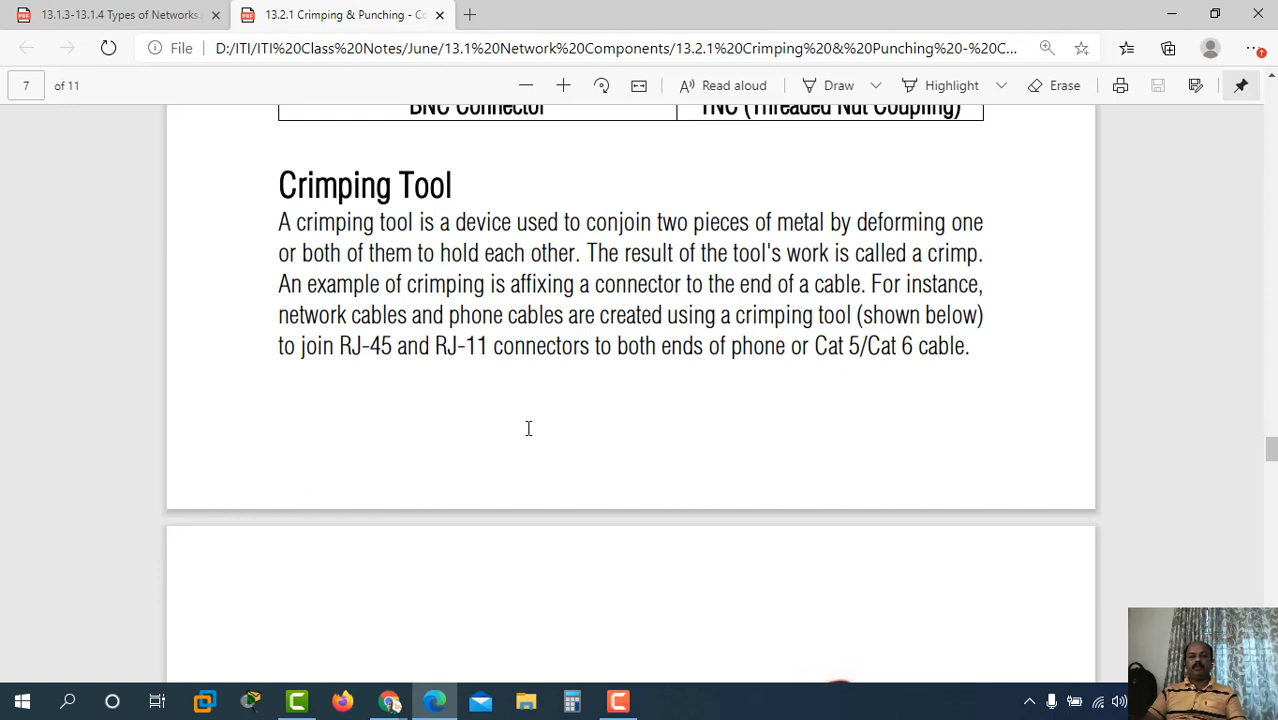 13.1.3-13.1.4 Types of Networks
13.2.1 Crimping & Punching - Co
File
D:/ITI/ITI%20Class%20Notes/June/13.1%20Network%20Components/13.2.1%20Crimping%20&%20Punching%20-%20C...
7
of 11
Read aloud
Draw
Highlight
Erase
BNC Connector
TNC (Threaded Nut Coupling)
Crimping Tool
A crimping tool is a device used to conjoin two pieces of metal by deforming one
or both of them to hold each other. The result of the tool's work is called a crimp.
An example of crimping is affixing a connector to the end of a cable. For instance,
network cables and phone cables are created using a crimping tool (shown below)
to join RJ-45 and RJ-11 connectors to both ends of phone or Cat 5/Cat 6 cable.